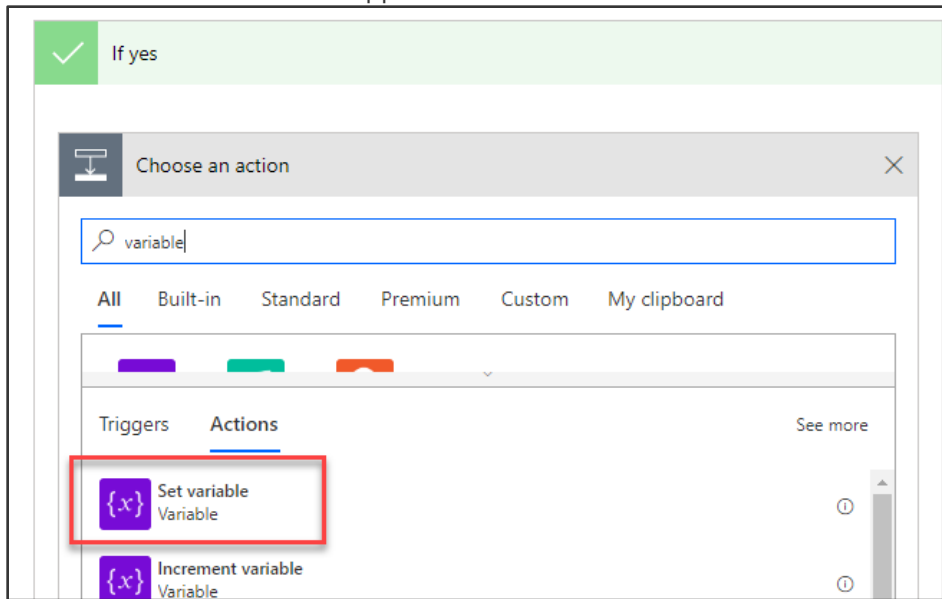 If yes
Choose an action
variable
All Built-in Standard Premium Custom My clipboard
Triggers Actions See more
{x} Set variable
Variable
{x} Increment variable
Variable